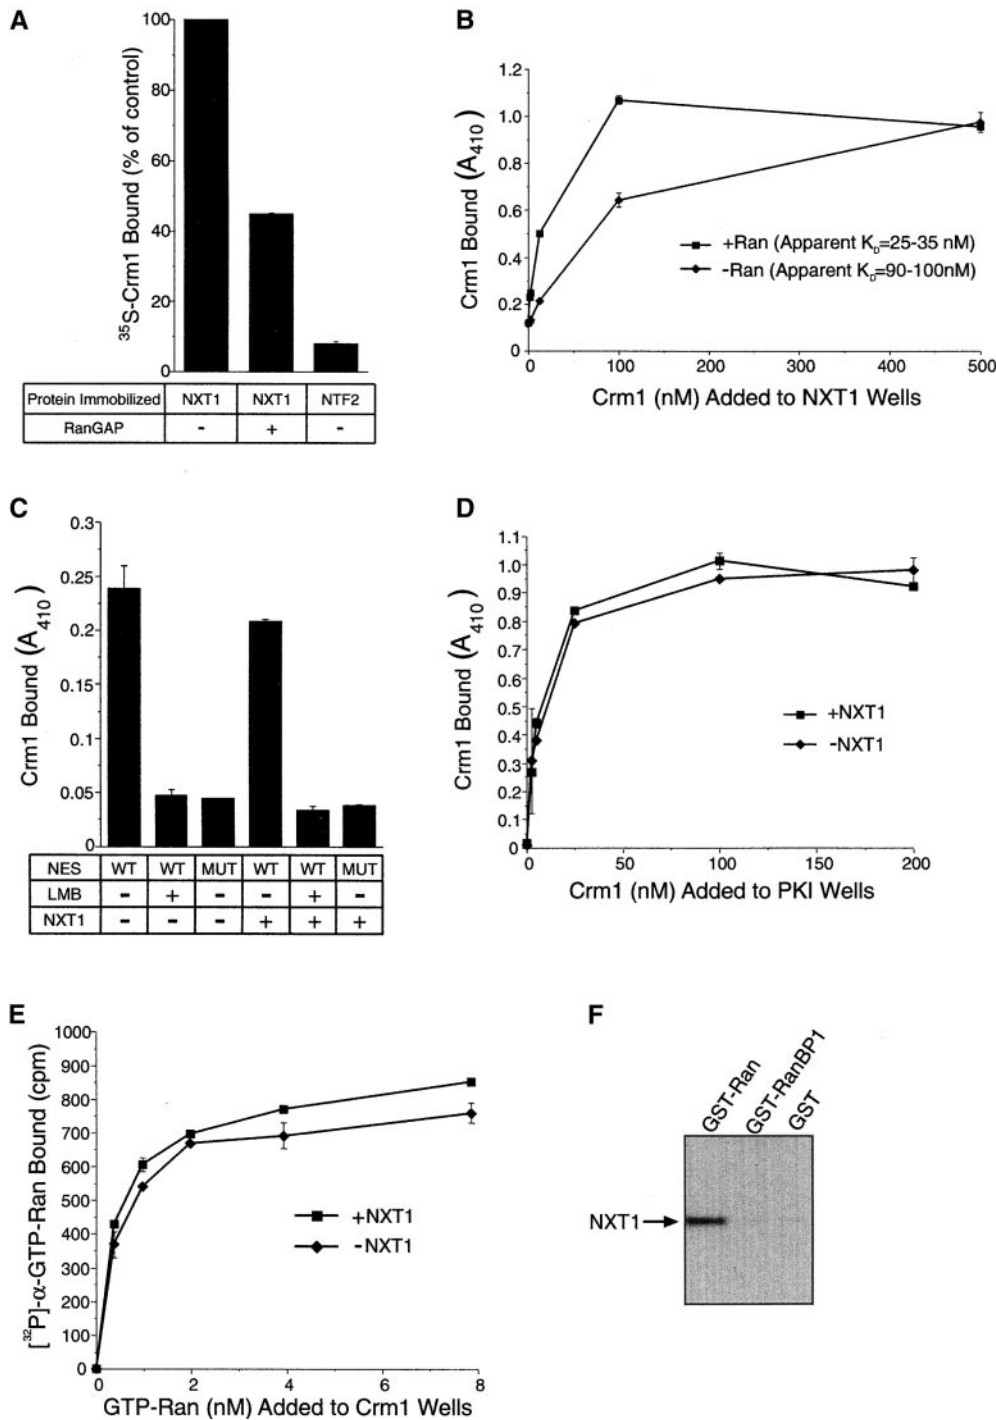 A
100
80
60
40
20
0
³⁵S-Crm1 Bound (% of control)
Protein Immobilized NXT1 NXT1 NTF2
RanGAP - + -
B
1.2
1.0
0.8
0.6
0.4
0.2
0
Crm1 Bound (A₄₁₀)
+Ran (Apparent K_D=25-35 nM)
-Ran (Apparent K_D=90-100nM)
0 100 200 300 400 500
Crm1 (nM) Added to NXT1 Wells
C
0.3
0.25
0.2
0.15
0.1
0.05
0
Crm1 Bound (A₄₁₀)
NES WT WT MUT WT WT MUT
LMB - + - - + -
NXT1 - - - + + +
D
1.1
1.0
0.9
0.8
0.7
0.6
0.5
0.4
0.3
0.2
0.1
0
Crm1 Bound (A₄₁₀)
+NXT1
-NXT1
0 50 100 150 200
Crm1 (nM) Added to PKI Wells
E
1000
900
800
700
600
500
400
300
200
100
0
[³²P]-α-GTP-Ran Bound (cpm)
+NXT1
-NXT1
0 2 4 6 8
GTP-Ran (nM) Added to Crm1 Wells
F
GST-Ran
GST-RanBP1
GST
NXT1